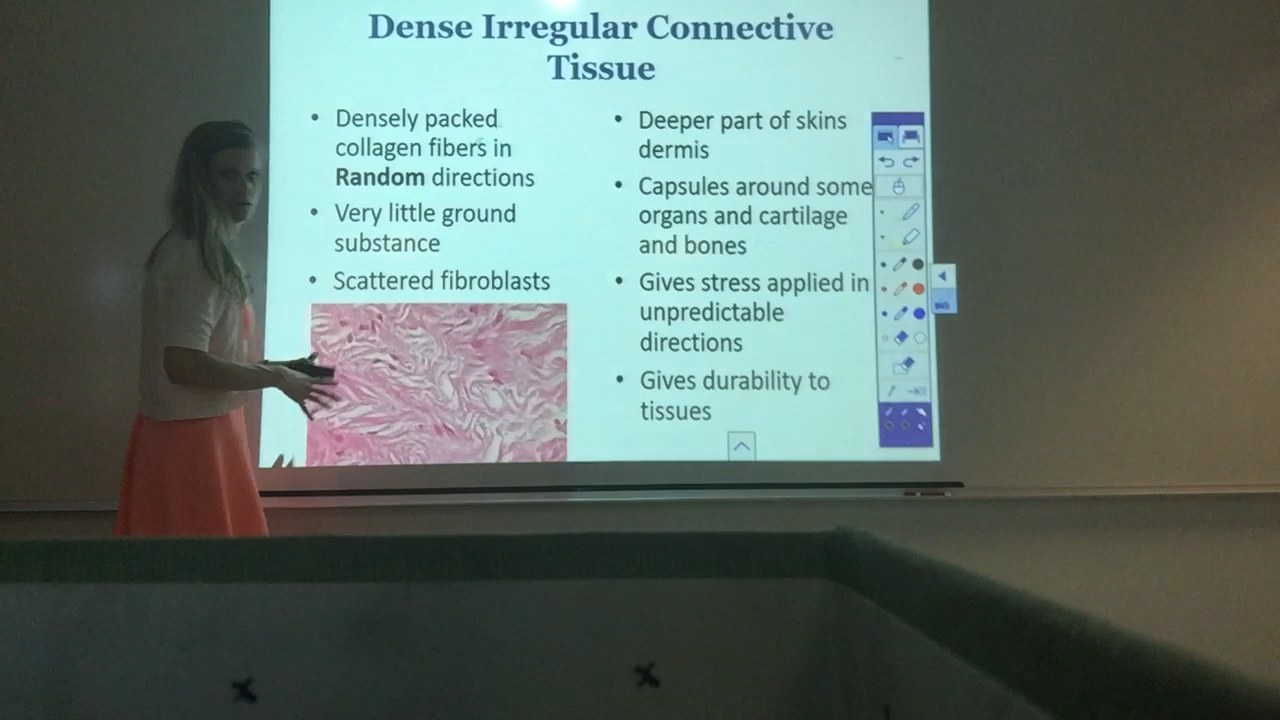 Dense Irregular Connective
Tissue
• Densely packed
collagen fibers in
Random directions
• Very little ground
substance
• Scattered fibroblasts
• Deeper part of skins
dermis
• Capsules around some
organs and cartilage
and bones
• Gives stress applied in
unpredictable
directions
• Gives durability to
tissues